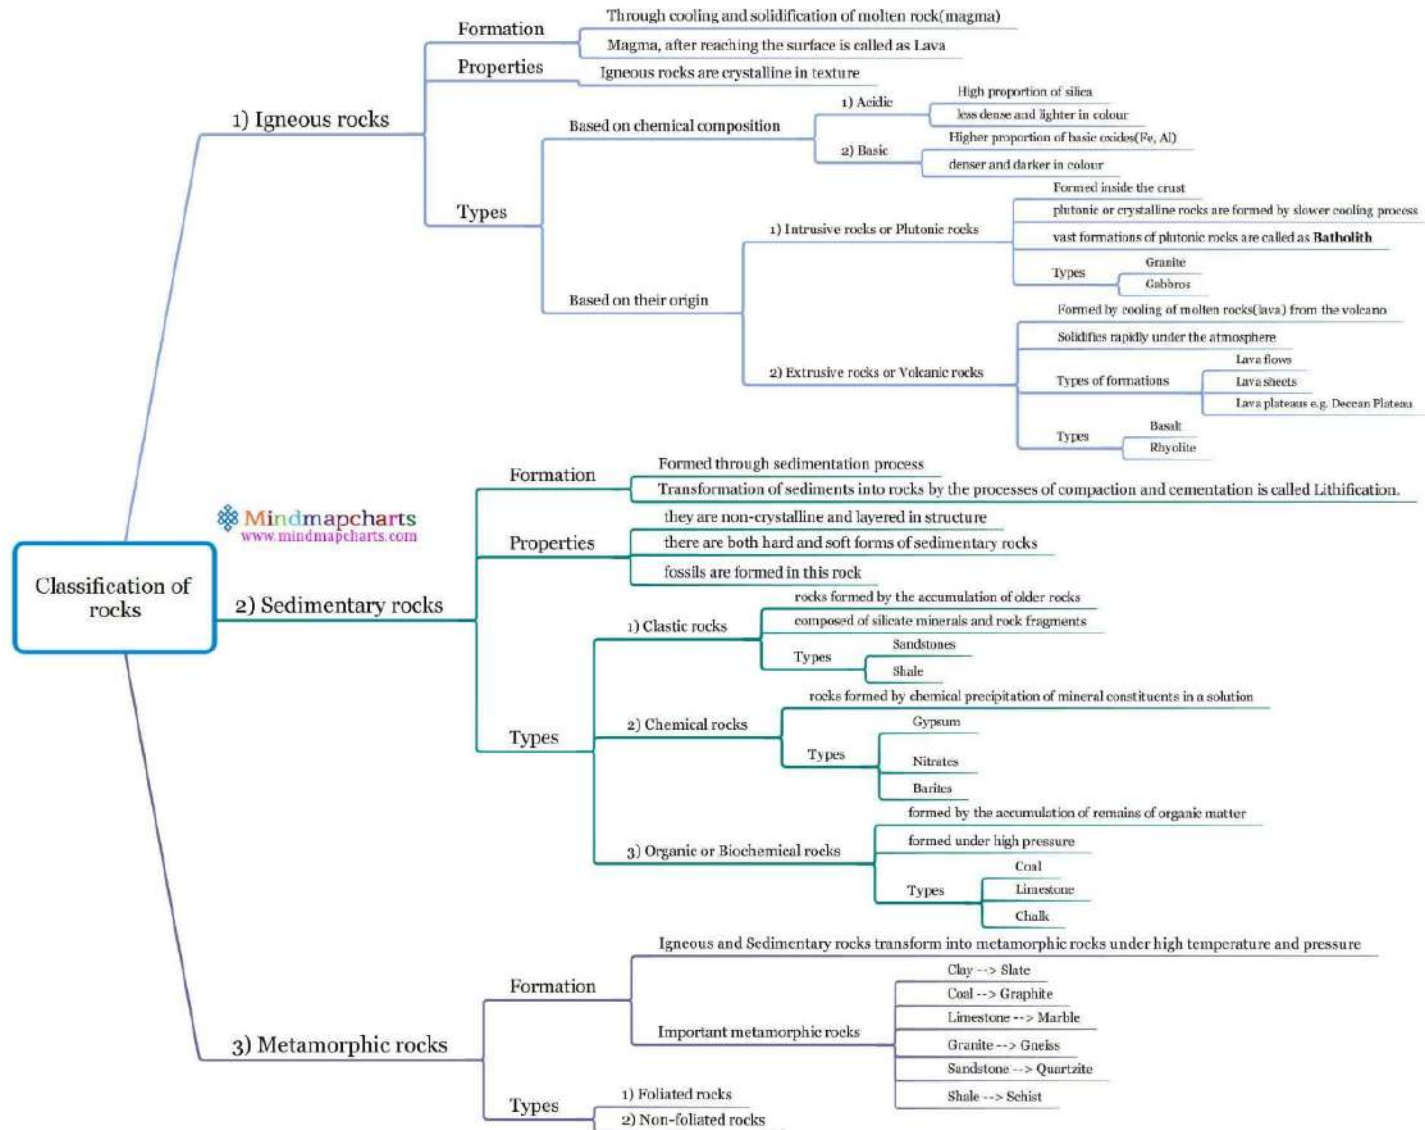 Classification of
rocks
Mindmapcharts
www.mindmapcharts.com
1) Igneous rocks
Formation
Through cooling and solidification of molten rock(magma)
Magma, after reaching the surface is called as Lava
Properties
Igneous rocks are crystalline in texture
Types
Based on chemical composition
1) Acidic
High proportion of silica
less dense and lighter in colour
2) Basic
Higher proportion of basic oxides(Fe, Al)
denser and darker in colour
Based on their origin
1) Intrusive rocks or Plutonic rocks
Formed inside the crust
plutonic or crystalline rocks are formed by slower cooling process
vast formations of plutonic rocks are called as Batholith
Types
Granite
Gabbros
2) Extrusive rocks or Volcanic rocks
Formed by cooling of molten rocks(lava) from the volcano
Solidifies rapidly under the atmosphere
Types of formations
Lava flows
Lava sheets
Lava plateaus e.g. Deccan Plateau
Types
Basalt
Rhyolite
2) Sedimentary rocks
Formation
Formed through sedimentation process
Transformation of sediments into rocks by the processes of compaction and cementation is called Lithification.
Properties
they are non-crystalline and layered in structure
there are both hard and soft forms of sedimentary rocks
fossils are formed in this rock
Types
1) Clastic rocks
rocks formed by the accumulation of older rocks
composed of silicate minerals and rock fragments
Types
Sandstones
Shale
2) Chemical rocks
rocks formed by chemical precipitation of mineral constituents in a solution
Types
Gypsum
Nitrates
Barites
3) Organic or Biochemical rocks
formed by the accumulation of remains of organic matter
formed under high pressure
Types
Coal
Limestone
Chalk
3) Metamorphic rocks
Formation
Igneous and Sedimentary rocks transform into metamorphic rocks under high temperature and pressure
Important metamorphic rocks
Clay --> Slate
Coal --> Graphite
Limestone --> Marble
Granite --> Gneiss
Sandstone --> Quartzite
Shale --> Schist
Types
1) Foliated rocks
2) Non-foliated rocks